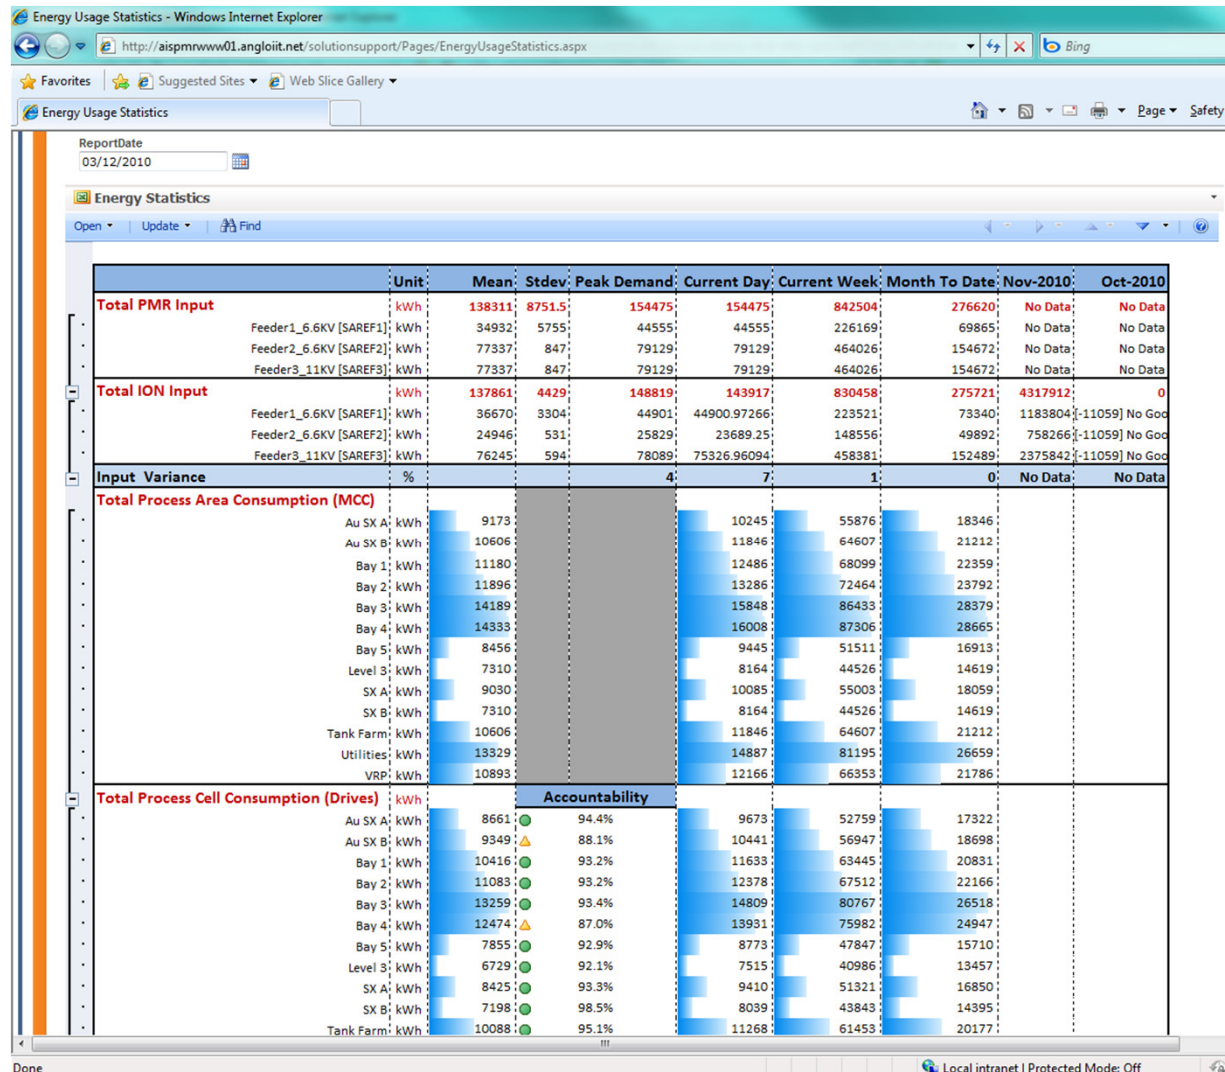 Energy Usage Statistics - Windows Internet Explorer
http://aispmrwww01.angloiit.net/solutionsupport/Pages/EnergyUsageStatistics.aspx Bing
Favorites Suggested Sites Web Slice Gallery
Energy Usage Statistics Page Safety
ReportDate
03/12/2010
Energy Statistics
Open Update Find
Unit Mean Stdev Peak Demand Current Day Current Week Month To Date Nov-2010 Oct-2010
Total PMR Input kWh 138311 8751.5 154475 154475 842504 276620 No Data No Data
Feeder1_6.6KV [SAREF1] kWh 34932 5755 44555 44555 226169 69865 No Data No Data
Feeder2_6.6KV [SAREF2] kWh 77337 847 79129 79129 464026 154672 No Data No Data
Feeder3_11KV [SAREF3] kWh 77337 847 79129 79129 464026 154672 No Data No Data
Total ION Input kWh 137861 4429 148819 143917 830458 275721 4317912 0
Feeder1_6.6KV [SAREF1] kWh 36670 3304 44901 44900.97266 223521 73340 1183804 [-11059] No Goo
Feeder2_6.6KV [SAREF2] kWh 24946 531 25829 23689.25 148556 49892 758266 [-11059] No Goo
Feeder3_11KV [SAREF3] kWh 76245 594 78089 75326.96094 458381 152489 2375842 [-11059] No Goo
Input Variance % 4 7 1 0 No Data No Data
Total Process Area Consumption (MCC)
Au SX A kWh 9173 10245 55876 18346
Au SX B kWh 10606 11846 64607 21212
Bay 1 kWh 11180 12486 68099 22359
Bay 2 kWh 11896 13286 72464 23792
Bay 3 kWh 14189 15848 86433 28379
Bay 4 kWh 14333 16008 87306 28665
Bay 5 kWh 8456 9445 51511 16913
Level 3 kWh 7310 8164 44526 14619
SX A kWh 9030 10085 55003 18059
SX B kWh 7310 8164 44526 14619
Tank Farm kWh 10606 11846 64607 21212
Utilities kWh 13329 14887 81195 26659
VRP kWh 10893 12166 66353 21786
Total Process Cell Consumption (Drives) kWh Accountability
Au SX A kWh 8661 94.4% 9673 52759 17322
Au SX B kWh 9349 88.1% 10441 56947 18698
Bay 1 kWh 10416 93.2% 11633 63445 20831
Bay 2 kWh 11083 93.2% 12378 67512 22166
Bay 3 kWh 13259 93.4% 14809 80767 26518
Bay 4 kWh 12474 87.0% 13931 75982 24947
Bay 5 kWh 7855 92.9% 8773 47847 15710
Level 3 kWh 6729 92.1% 7515 40986 13457
SX A kWh 8425 93.3% 9410 51321 16850
SX B kWh 7198 98.5% 8039 43843 14395
Tank Farm kWh 10088 95.1% 11268 61453 20177
Done Local intranet | Protected Mode: Off